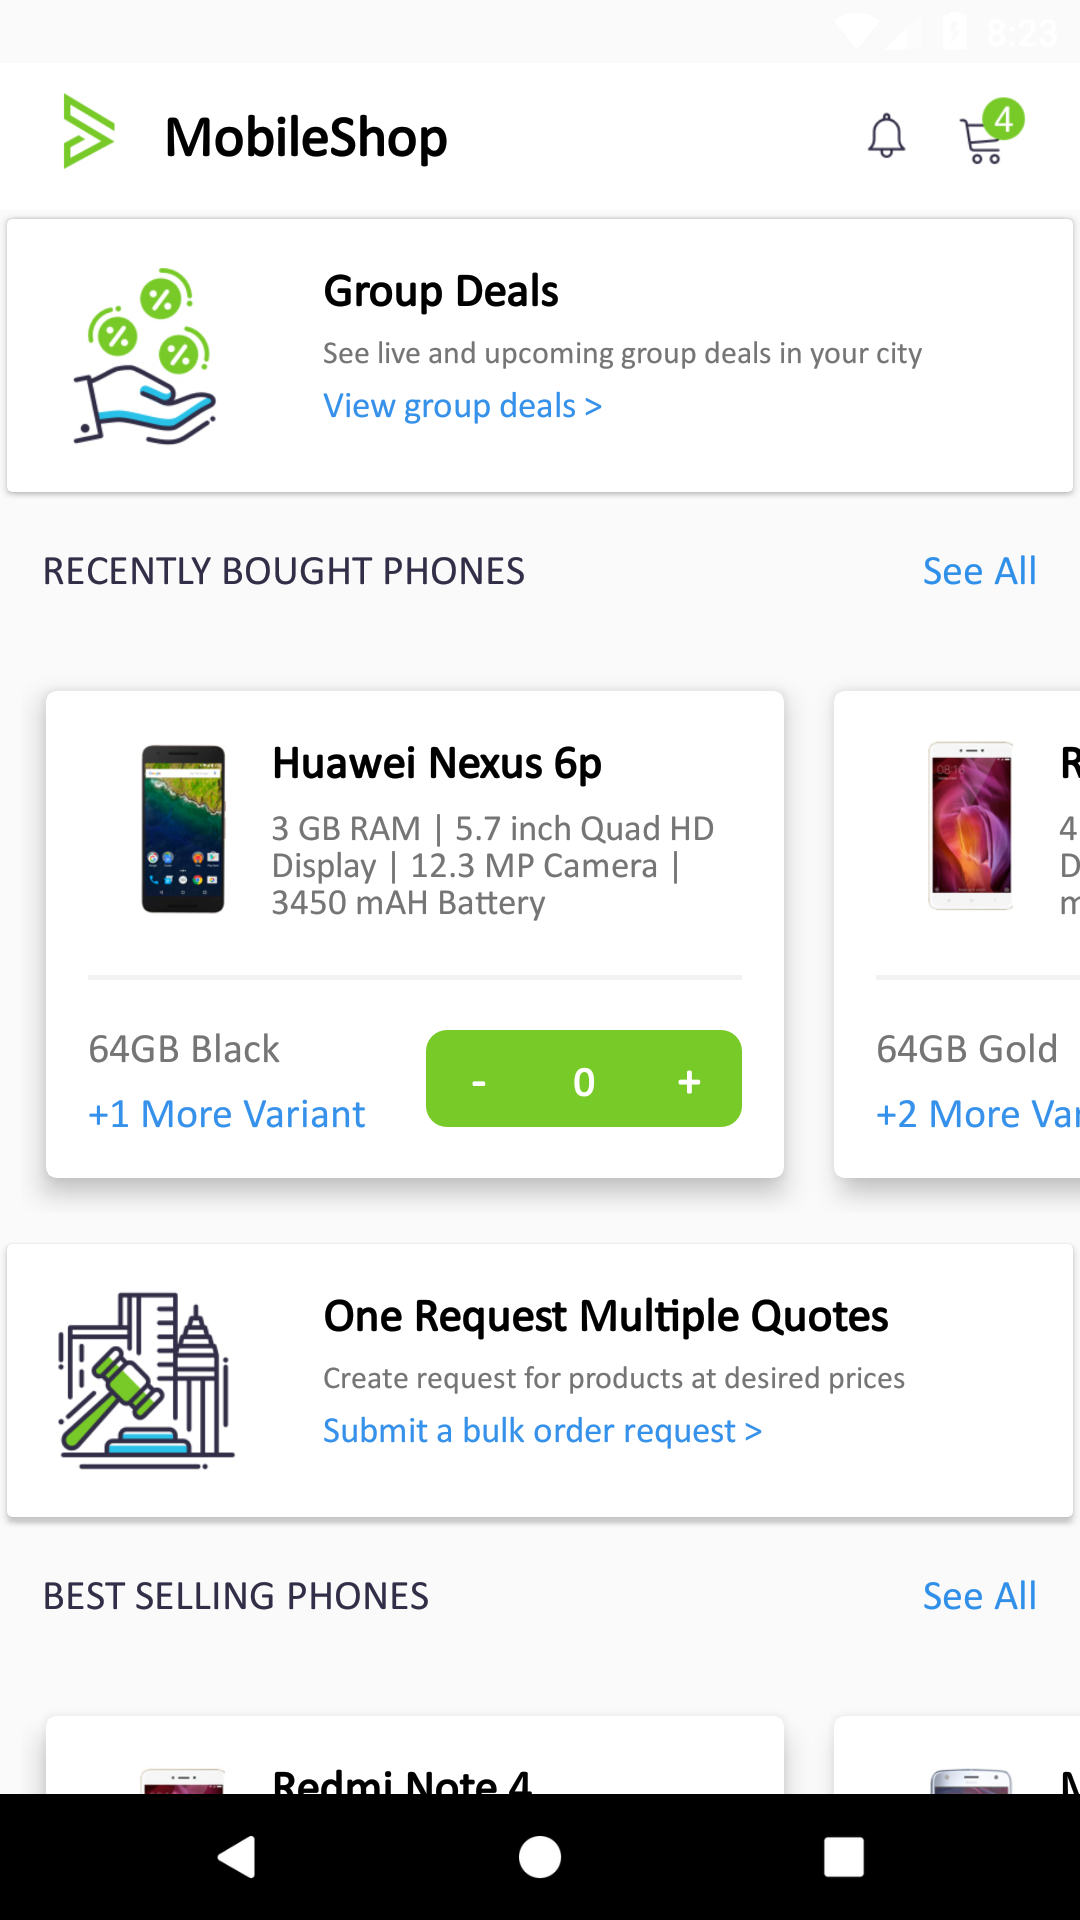 8:23
MobileShop
4
Group Deals
See live and upcoming group deals in your city
View group deals >
RECENTLY BOUGHT PHONES
See All
Huawei Nexus 6p
3 GB RAM | 5.7 inch Quad HD
Display | 12.3 MP Camera |
3450 mAH Battery
64GB Black
+1 More Variant
- 0 +
R
4
D
m
64GB Gold
+2 More Var
One Request Multiple Quotes
Create request for products at desired prices
Submit a bulk order request >
BEST SELLING PHONES
See All
Redmi Note 4
M